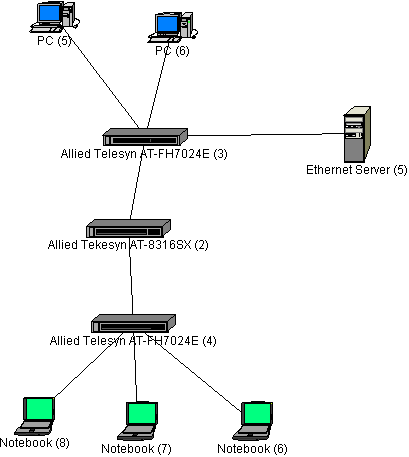 PC (5)
PC (6)
Allied Telesyn AT-FH7024E (3)
Ethernet Server (5)
Allied Tekesyn AT-8316SX (2)
Allied Telesyn AT-FH7024E (4)
Notebook (8)
Notebook (7)
Notebook (6)